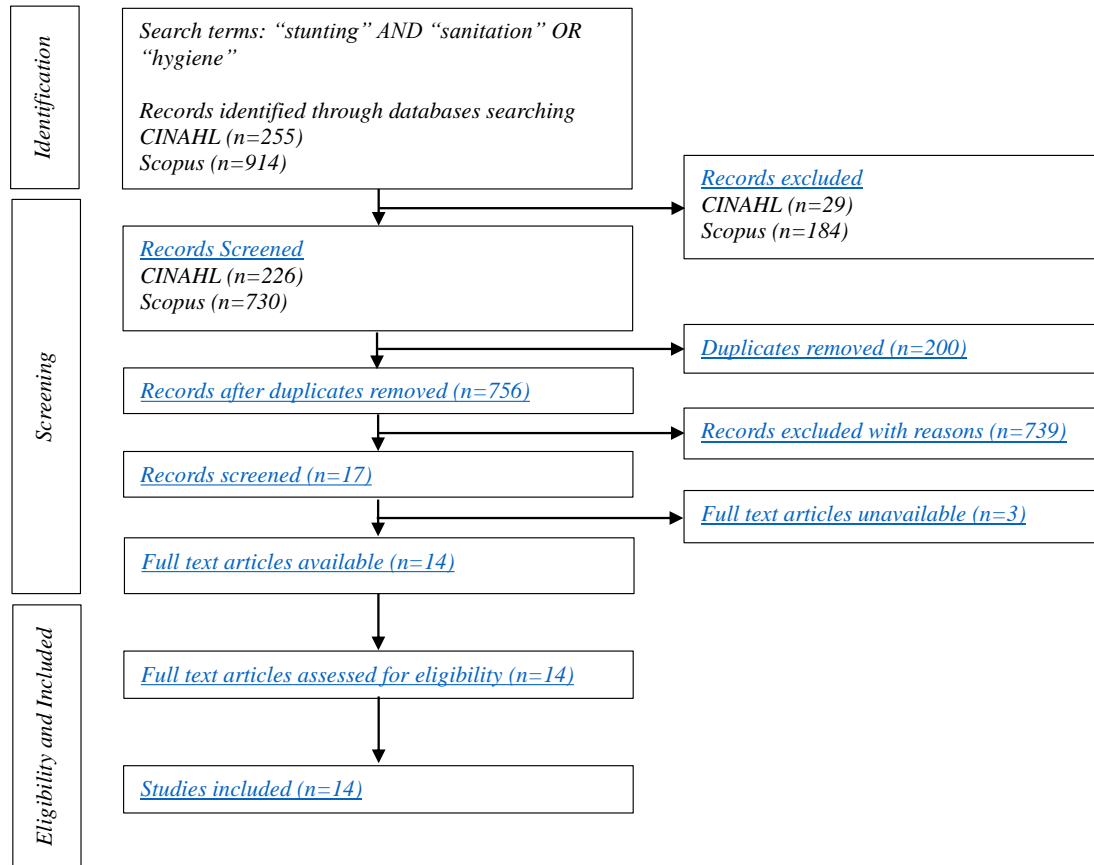 Identification
Search terms: “stunting” AND “sanitation” OR
“hygiene”
Records identified through databases searching
CINAHL (n=255)
Scopus (n=914)
Records excluded
CINAHL (n=29)
Scopus (n=184)
Screening
Records Screened
CINAHL (n=226)
Scopus (n=730)
Duplicates removed (n=200)
Records after duplicates removed (n=756)
Records excluded with reasons (n=739)
Records screened (n=17)
Full text articles unavailable (n=3)
Full text articles available (n=14)
Eligibility and Included
Full text articles assessed for eligibility (n=14)
Studies included (n=14)